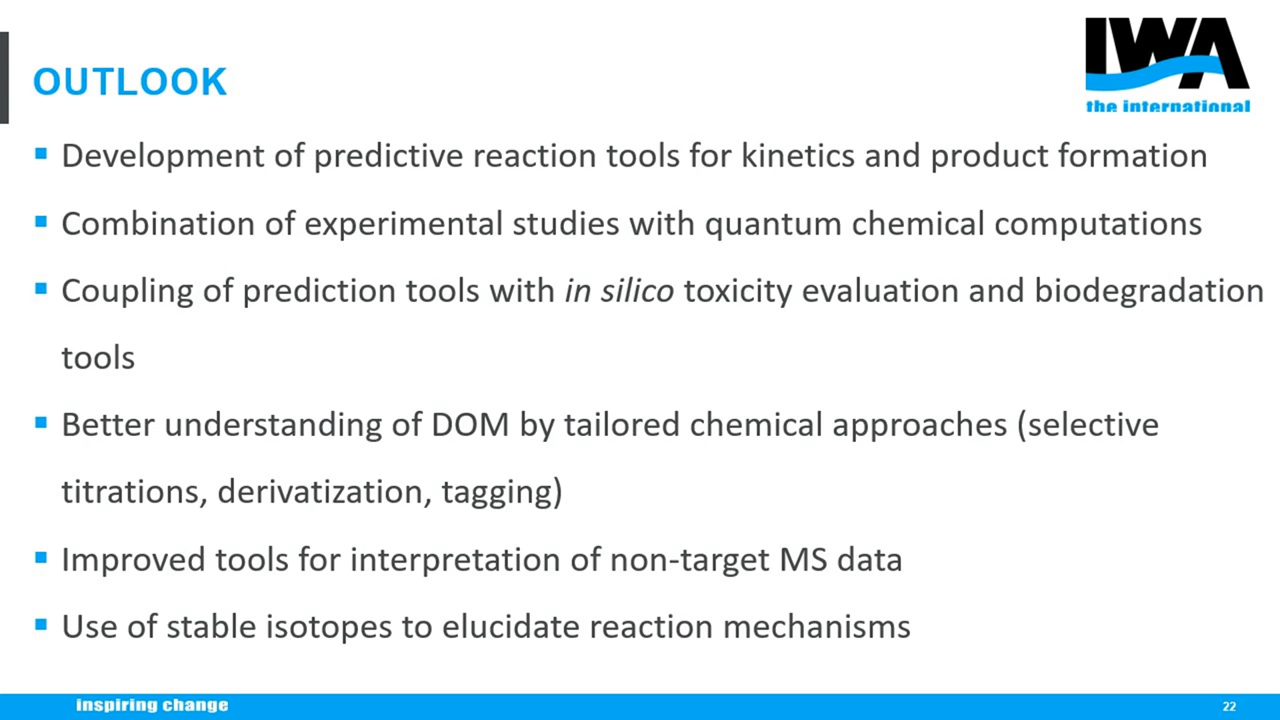 IWA
the international
OUTLOOK
▪ Development of predictive reaction tools for kinetics and product formation
▪ Combination of experimental studies with quantum chemical computations
▪ Coupling of prediction tools with in silico toxicity evaluation and biodegradation
tools
▪ Better understanding of DOM by tailored chemical approaches (selective
titrations, derivatization, tagging)
▪ Improved tools for interpretation of non-target MS data
▪ Use of stable isotopes to elucidate reaction mechanisms
inspiring change
22